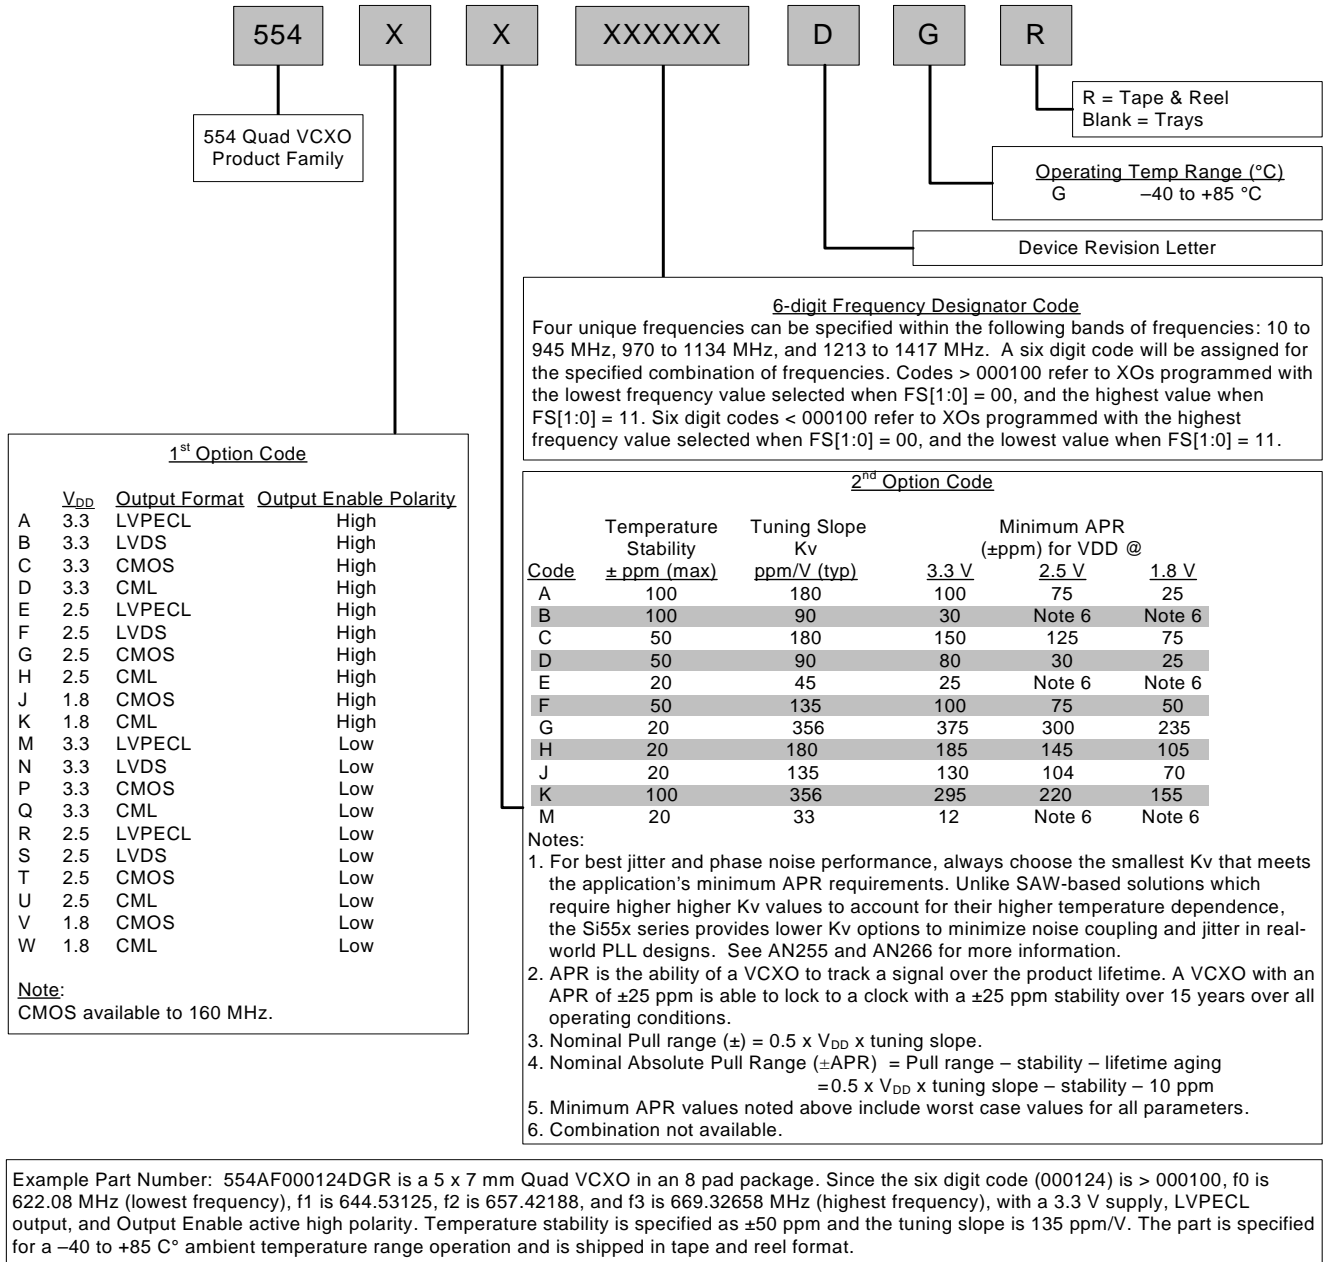 554 X X XXXXXX D G R
R = Tape & Reel
Blank = Trays
554 Quad VCXO
Product Family
Operating Temp Range (°C)
G –40 to +85 °C
Device Revision Letter
6-digit Frequency Designator Code
Four unique frequencies can be specified within the following bands of frequencies: 10 to
945 MHz, 970 to 1134 MHz, and 1213 to 1417 MHz. A six digit code will be assigned for
the specified combination of frequencies. Codes > 000100 refer to XOs programmed with
the lowest frequency value selected when FS[1:0] = 00, and the highest value when
FS[1:0] = 11. Six digit codes < 000100 refer to XOs programmed with the highest
frequency value selected when FS[1:0] = 00, and the lowest value when FS[1:0] = 11.
1st Option Code
VDD Output Format Output Enable Polarity
A 3.3 LVPECL High
B 3.3 LVDS High
C 3.3 CMOS High
D 3.3 CML High
E 2.5 LVPECL High
F 2.5 LVDS High
G 2.5 CMOS High
H 2.5 CML High
J 1.8 CMOS High
K 1.8 CML High
M 3.3 LVPECL Low
N 3.3 LVDS Low
P 3.3 CMOS Low
Q 3.3 CML Low
R 2.5 LVPECL Low
S 2.5 LVDS Low
T 2.5 CMOS Low
U 2.5 CML Low
V 1.8 CMOS Low
W 1.8 CML Low
Note:
CMOS available to 160 MHz.
2nd Option Code
Temperature Tuning Slope Minimum APR
Stability Kv (±ppm) for VDD @
Code ± ppm (max) ppm/V (typ) 3.3 V 2.5 V 1.8 V
A 100 180 100 75 25
B 100 90 30 Note 6 Note 6
C 50 180 150 125 75
D 50 90 80 30 25
E 20 45 25 Note 6 Note 6
F 50 135 100 75 50
G 20 356 375 300 235
H 20 180 185 145 105
J 20 135 130 104 70
K 100 356 295 220 155
M 20 33 12 Note 6 Note 6
Notes:
1. For best jitter and phase noise performance, always choose the smallest Kv that meets
the application’s minimum APR requirements. Unlike SAW-based solutions which
require higher higher Kv values to account for their higher temperature dependence,
the Si55x series provides lower Kv options to minimize noise coupling and jitter in real-
world PLL designs. See AN255 and AN266 for more information.
2. APR is the ability of a VCXO to track a signal over the product lifetime. A VCXO with an
APR of ±25 ppm is able to lock to a clock with a ±25 ppm stability over 15 years over all
operating conditions.
3. Nominal Pull range (±) = 0.5 x VDD x tuning slope.
4. Nominal Absolute Pull Range (±APR) = Pull range – stability – lifetime aging
= 0.5 x VDD x tuning slope – stability – 10 ppm
5. Minimum APR values noted above include worst case values for all parameters.
6. Combination not available.
Example Part Number: 554AF000124DGR is a 5 x 7 mm Quad VCXO in an 8 pad package. Since the six digit code (000124) is > 000100, f0 is
622.08 MHz (lowest frequency), f1 is 644.53125, f2 is 657.42188, and f3 is 669.32658 MHz (highest frequency), with a 3.3 V supply, LVPECL
output, and Output Enable active high polarity. Temperature stability is specified as ±50 ppm and the tuning slope is 135 ppm/V. The part is specified
for a –40 to +85 C° ambient temperature range operation and is shipped in tape and reel format.